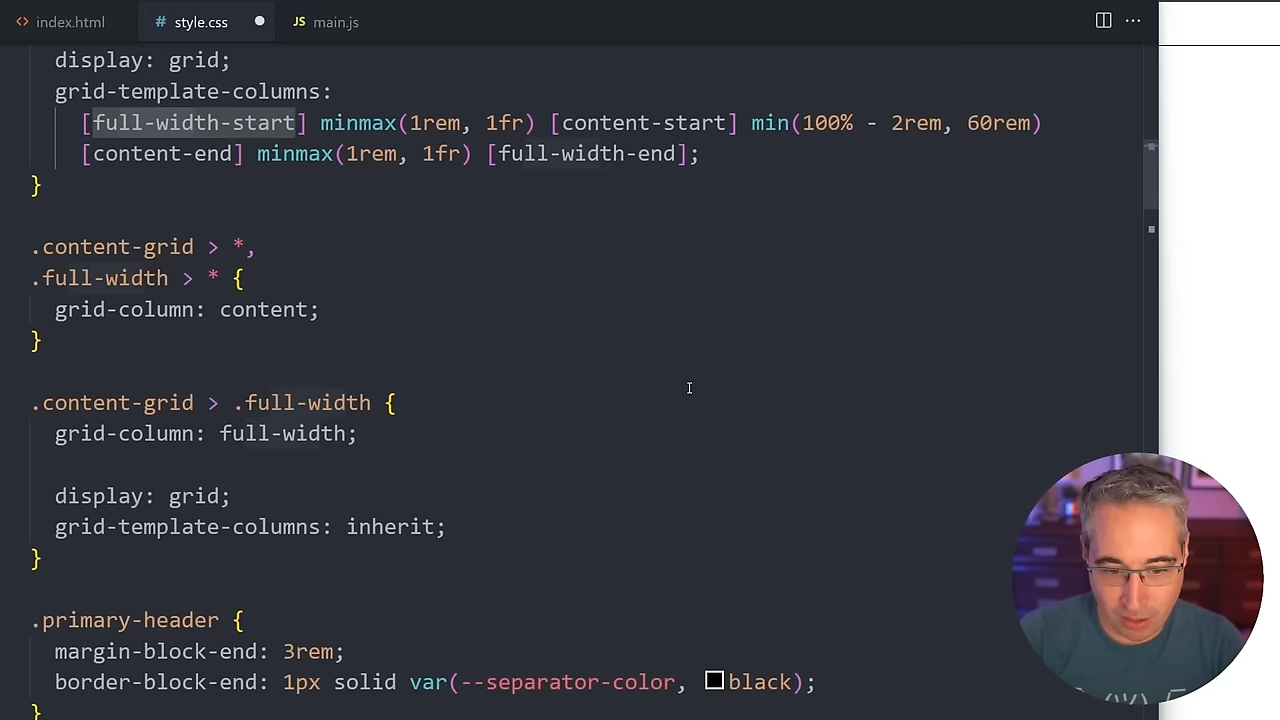 index.html
# style.css
JS main.js
display: grid;
grid-template-columns:
[full-width-start] minmax(1rem, 1fr) [content-start] min(100% - 2rem, 60rem)
[content-end] minmax(1rem, 1fr) [full-width-end];
}
.content-grid > *,
.full-width > * {
grid-column: content;
}
.content-grid > .full-width {
grid-column: full-width;
display: grid;
grid-template-columns: inherit;
}
.primary-header {
margin-block-end: 3rem;
border-block-end: 1px solid var(--separator-color, black);
}